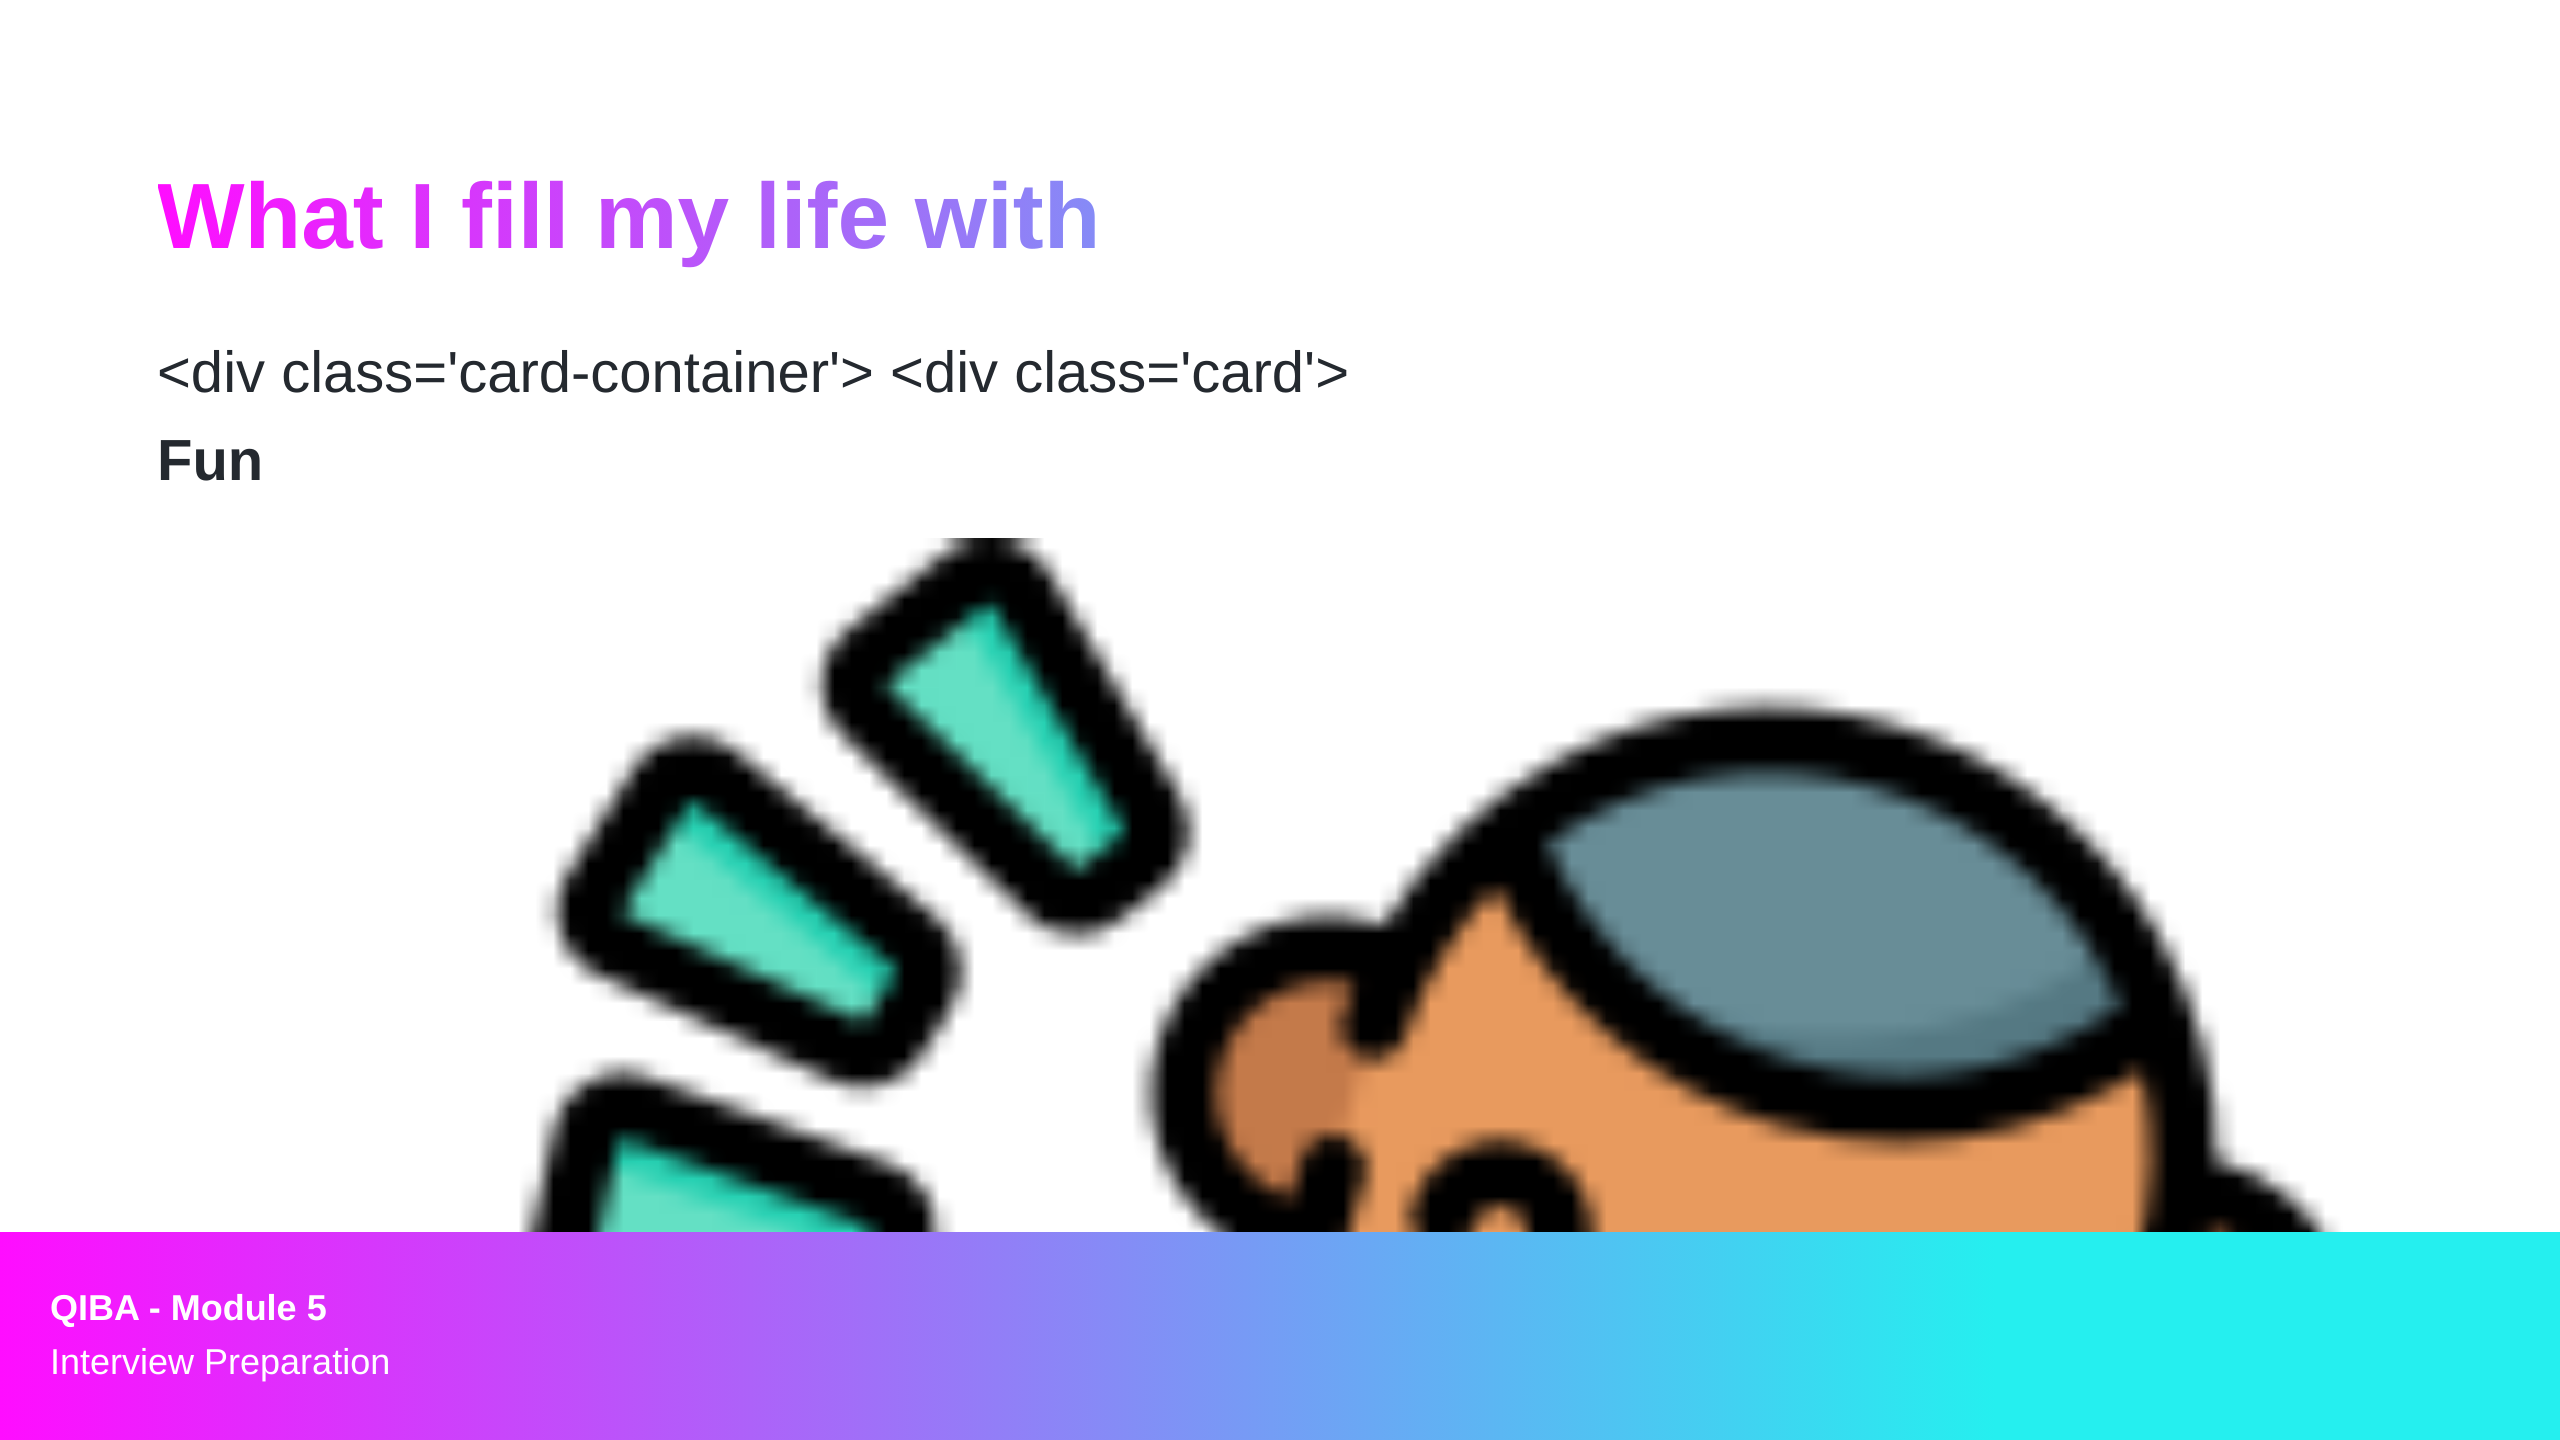 What I fill my life with
<div class='card-container'> <div class='card'>
Fun
QIBA - Module 5
Interview Preparation